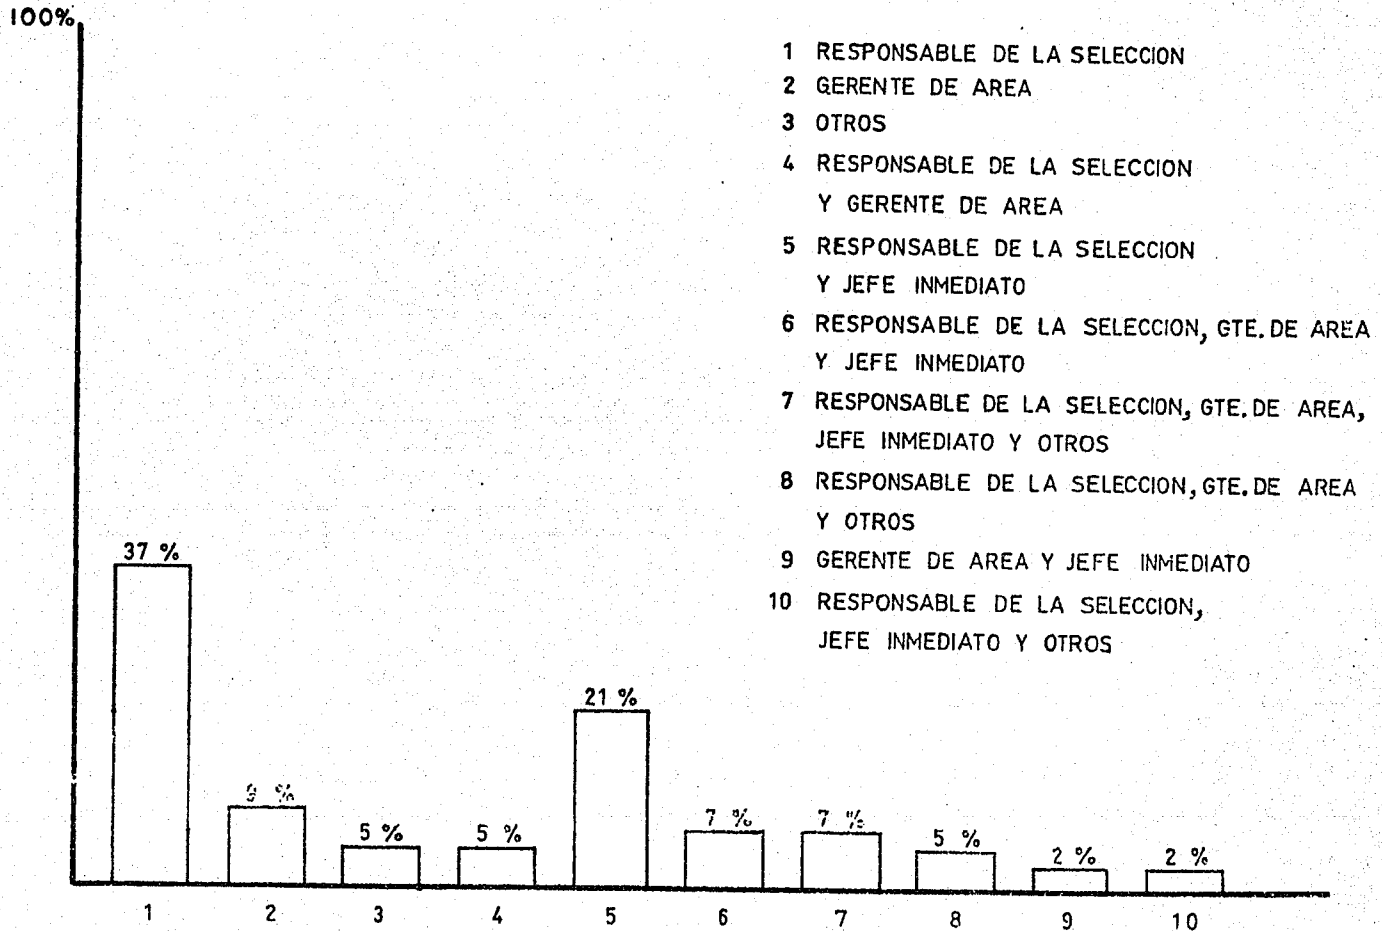 100%
1 RESPONSABLE DE LA SELECCION
2 GERENTE DE AREA
3 OTROS
4 RESPONSABLE DE LA SELECCION
Y GERENTE DE AREA
5 RESPONSABLE DE LA SELECCION
Y JEFE INMEDIATO
6 RESPONSABLE DE LA SELECCION, GTE. DE AREA
Y JEFE INMEDIATO
7 RESPONSABLE DE LA SELECCION, GTE. DE AREA,
JEFE INMEDIATO Y OTROS
8 RESPONSABLE DE LA SELECCION, GTE. DE AREA
Y OTROS
9 GERENTE DE AREA Y JEFE INMEDIATO
10 RESPONSABLE DE LA SELECCION,
JEFE INMEDIATO Y OTROS
37 % 9 % 5 % 5 % 21 % 7 % 7 % 5 % 2 % 2 %
1 2 3 4 5 6 7 8 9 10